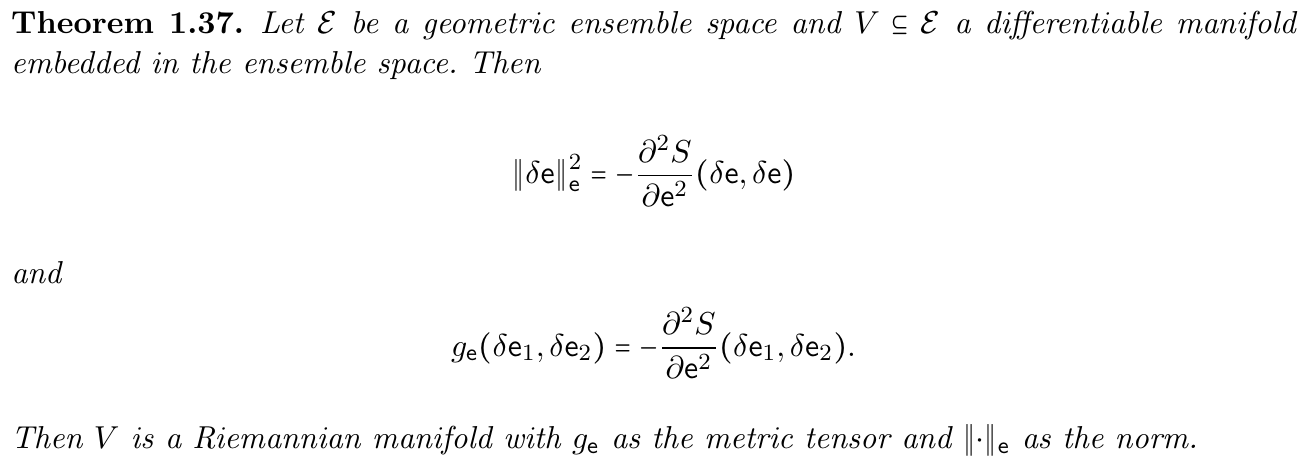 Theorem 1.37. Let ℰ be a geometric ensemble space and V ⊆ ℰ a differentiable manifold
embedded in the ensemble space. Then
‖δe‖²ₑ = −∂²S/∂e² (δe, δe)
and
gₑ(δe₁, δe₂) = −∂²S/∂e² (δe₁, δe₂).
Then V is a Riemannian manifold with gₑ as the metric tensor and ‖·‖ₑ as the norm.